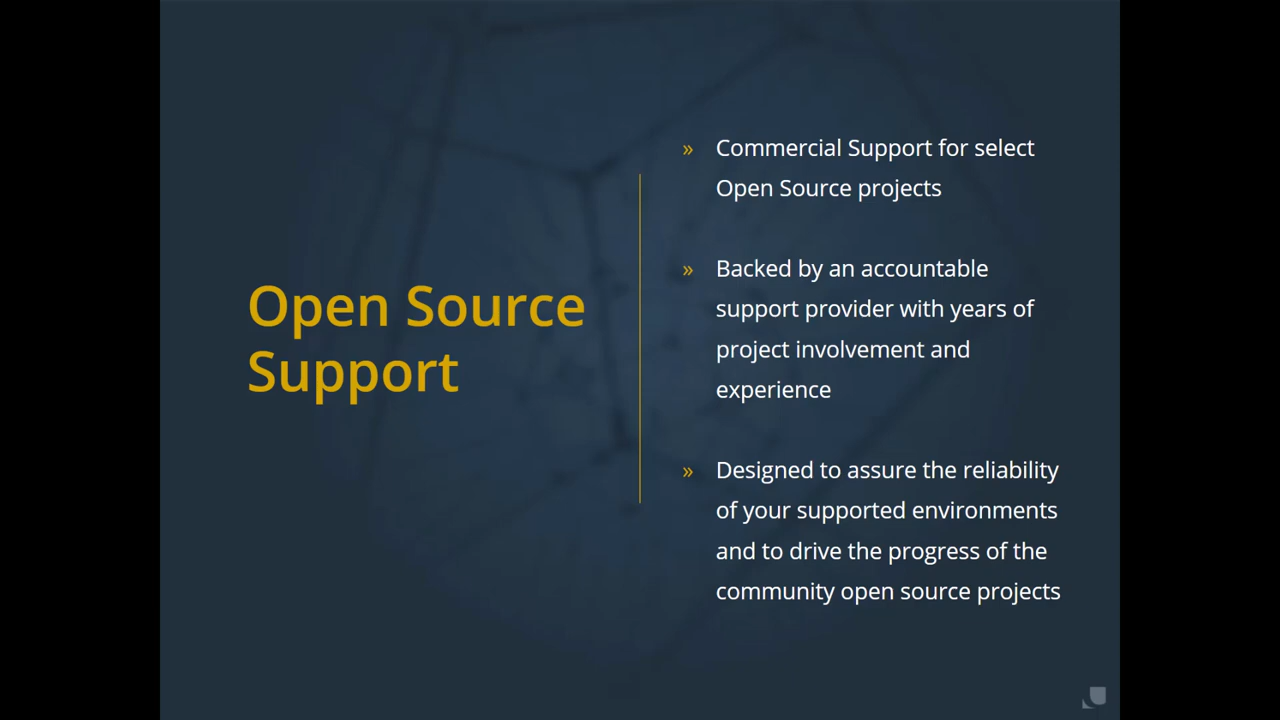 Open Source
Support
» Commercial Support for select
Open Source projects
» Backed by an accountable
support provider with years of
project involvement and
experience
» Designed to assure the reliability
of your supported environments
and to drive the progress of the
community open source projects